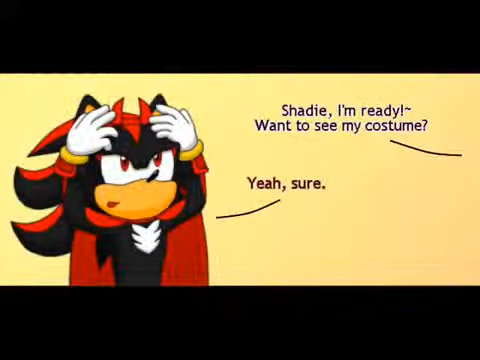 Shadie, I'm ready!~
Want to see my costume?
Yeah, sure.